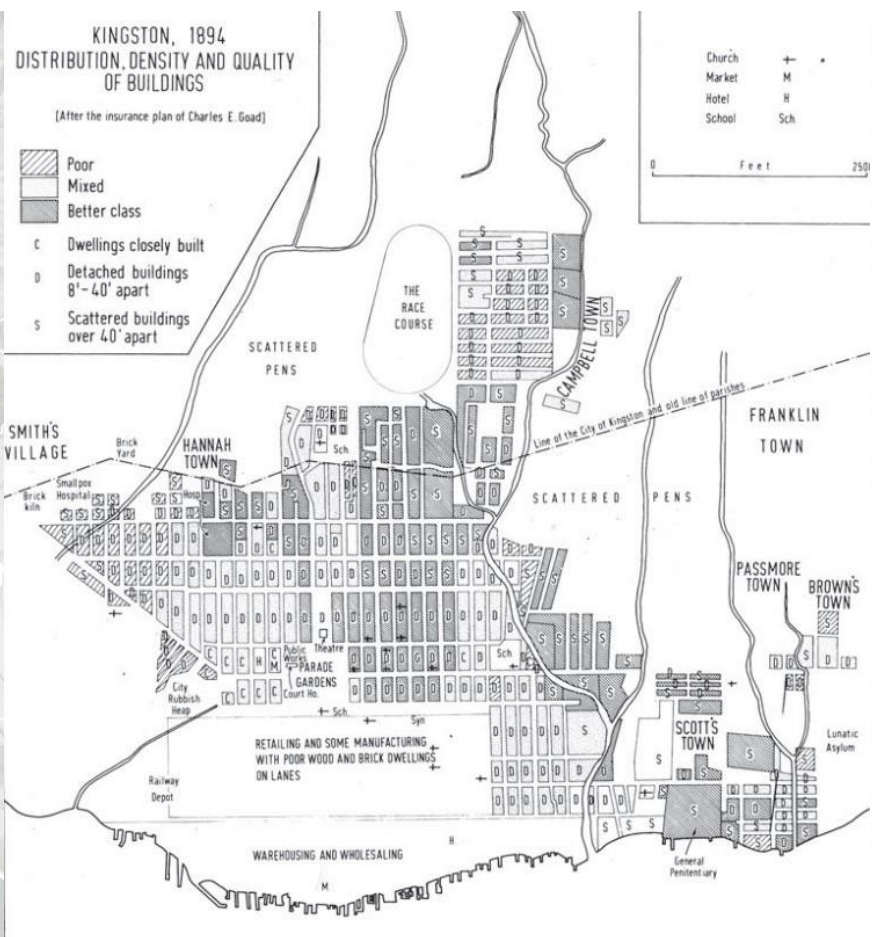 KINGSTON, 1894
DISTRIBUTION, DENSITY AND QUALITY
OF BUILDINGS
[After the insurance plan of Charles E. Goad]
Poor
Mixed
Better class
C Dwellings closely built
D Detached buildings
8'-40' apart
S Scattered buildings
over 40' apart
Church
Market M
Hotel H
School Sch
0 Feet 2500
THE
RACE
COURSE
SCATTERED
PENS
CAMPBELL TOWN
Line of the City of Kingston and old line of parishes
FRANKLIN
TOWN
SMITH'S
VILLAGE
Brick
Yard
HANNAH
TOWN
Sch
Smallpox
Hospital
Brick
kiln
Hosp
SCATTERED PENS
PASSMORE
TOWN
BROWN'S
TOWN
Public
Works
Theatre
PARADE
GARDENS
Court Ho.
Sch
City
Rubbish
Heap
Sch
Syn
SCOTT'S
TOWN
Lunatic
Asylum
RETAILING AND SOME MANUFACTURING
WITH POOR WOOD AND BRICK DWELLINGS
ON LANES
Railway
Depot
WAREHOUSING AND WHOLESALING
H
M
General
Penitentiary